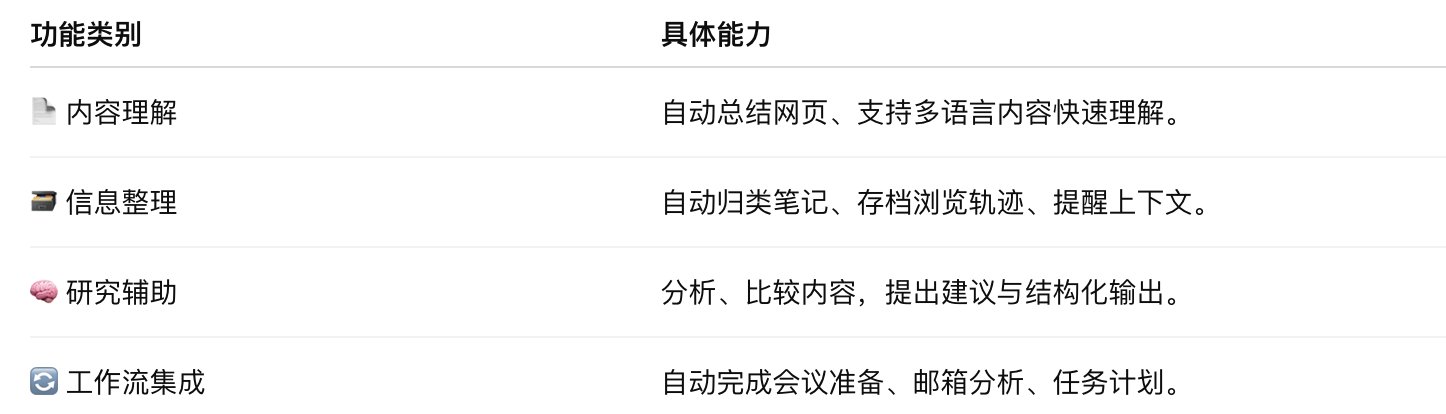 功能类别 具体能力
📄 内容理解 自动总结网页、支持多语言内容快速理解。
🗃️ 信息整理 自动归类笔记、存档浏览轨迹、提醒上下文。
🧠 研究辅助 分析、比较内容，提出建议与结构化输出。
🔄 工作流集成 自动完成会议准备、邮箱分析、任务计划。